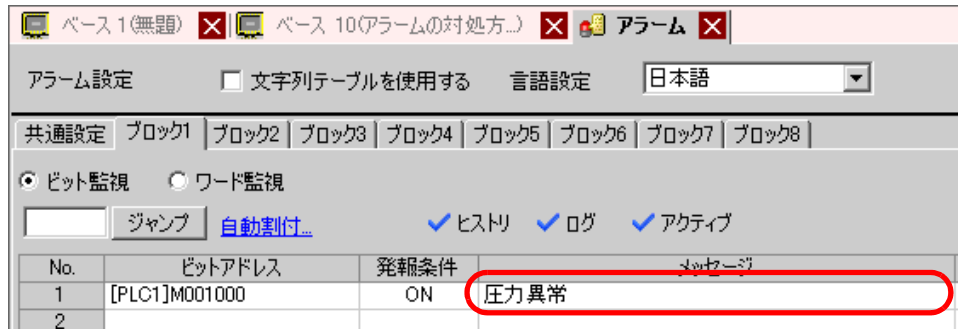 ベース 1(無題) ベース 10(アラームの対処方...) アラーム
アラーム設定 文字列テーブルを使用する 言語設定 日本語
共通設定 ブロック1 ブロック2 ブロック3 ブロック4 ブロック5 ブロック6 ブロック7 ブロック8
ビット監視 ワード監視
ジャンプ 自動割付... ヒストリ ログ アクティブ
No. ビットアドレス 発報条件 メッセージ
1 [PLC1]M001000 ON 圧力異常
2